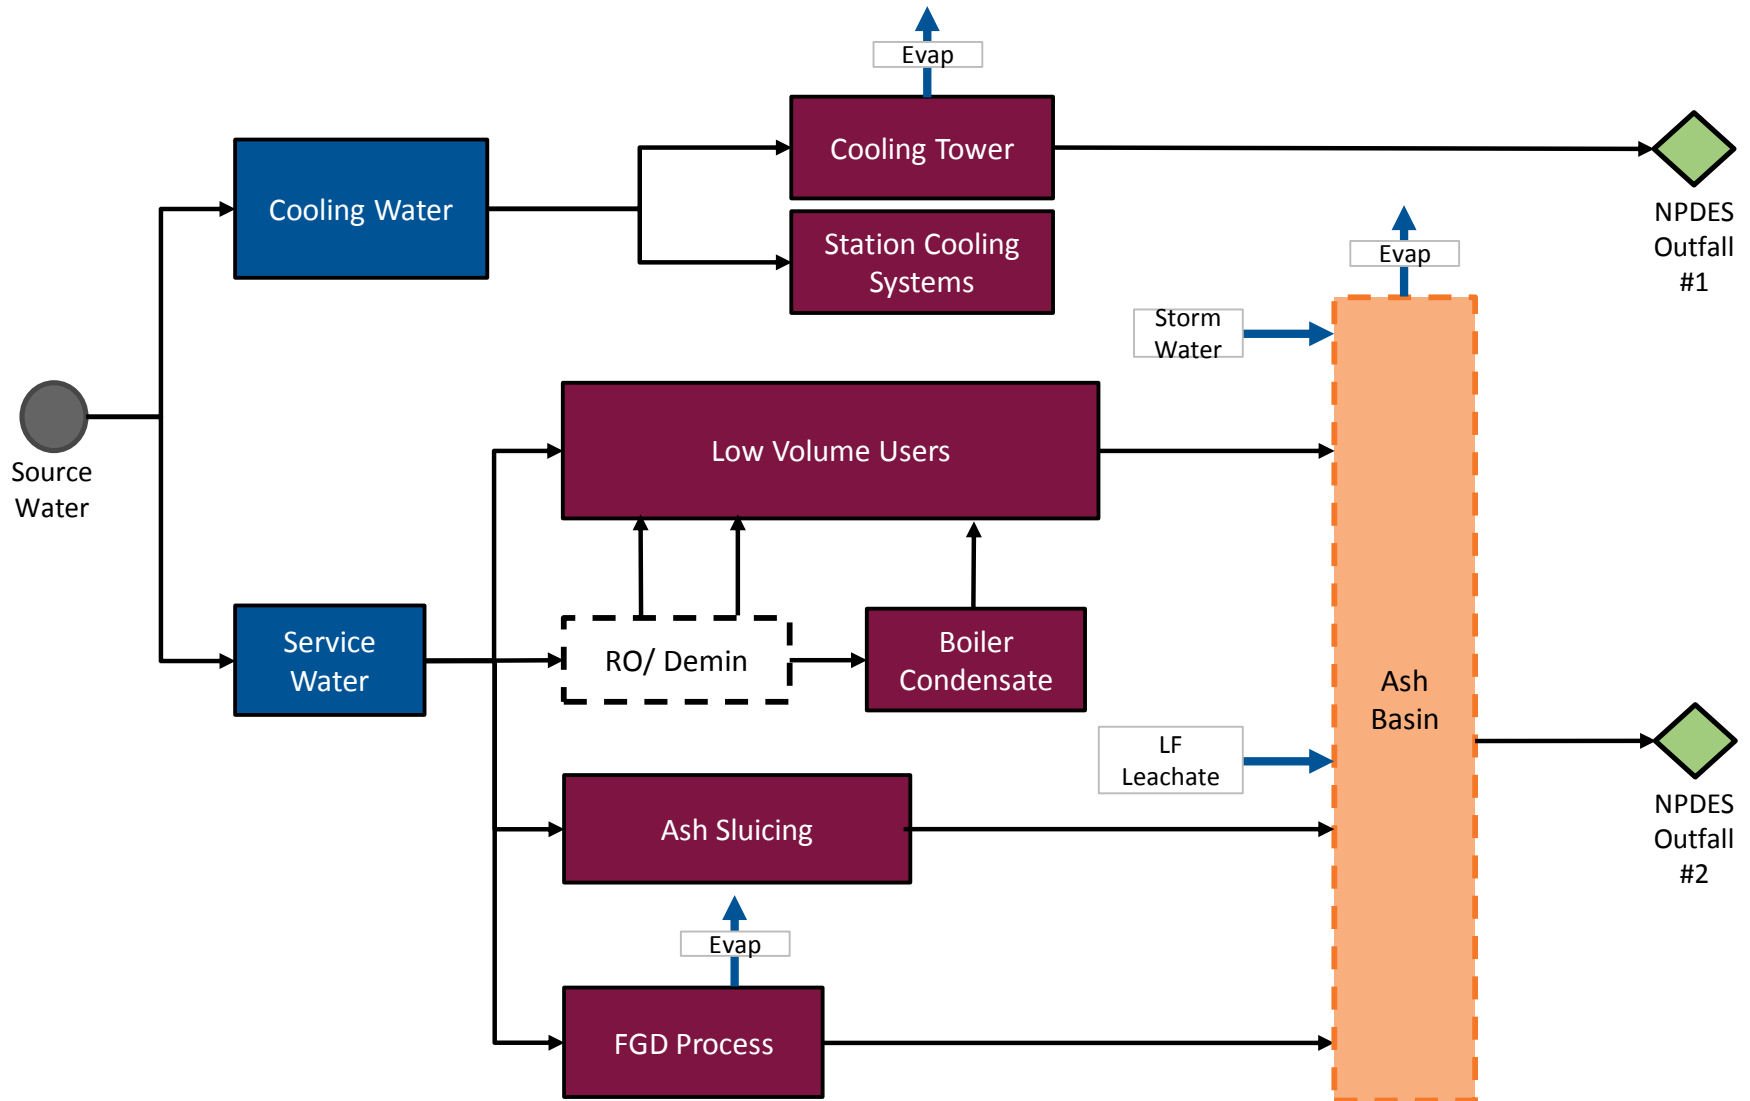 Evap
Cooling Tower
Cooling Water
NPDES
Outfall
#1
Station Cooling
Systems
Evap
Storm
Water
Source
Water
Low Volume Users
Service
Water
RO/ Demin
Boiler
Condensate
Ash
Basin
LF
Leachate
NPDES
Outfall
#2
Ash Sluicing
Evap
FGD Process